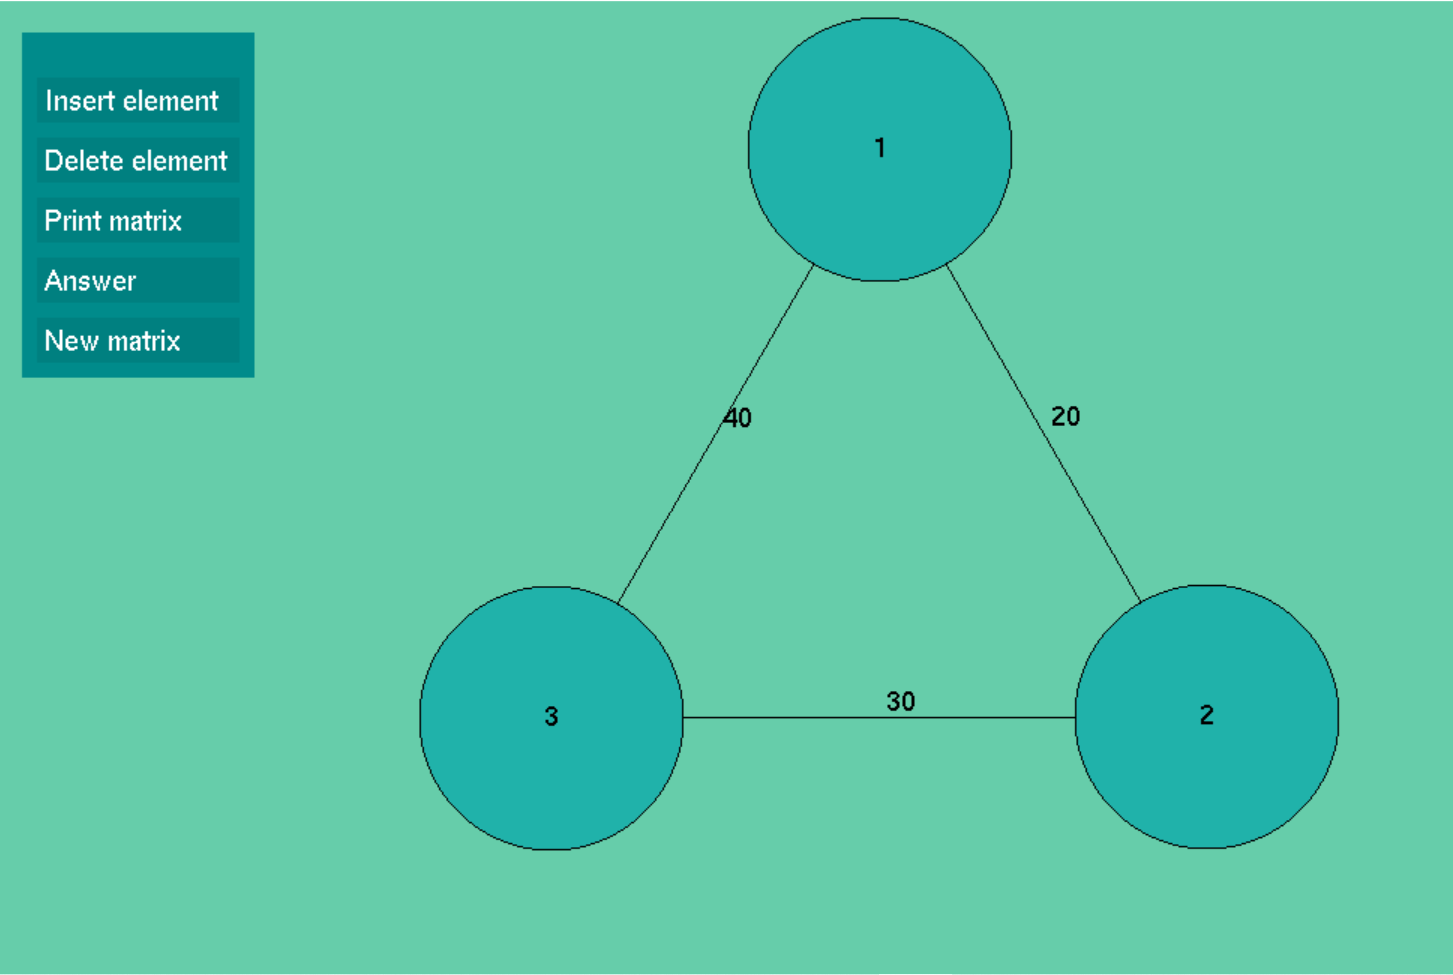 Insert element
Delete element
Print matrix
Answer
New matrix
1
40
20
3
30
2